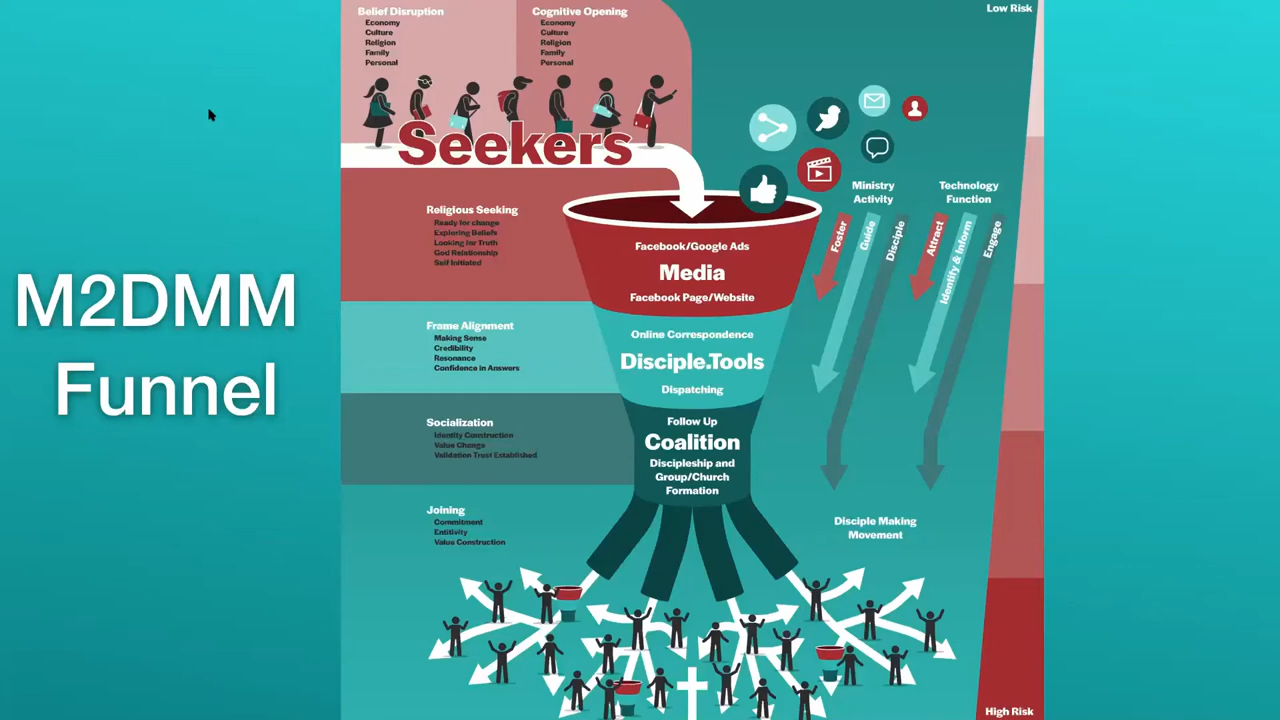 M2DMM
Funnel
Belief Disruption
Economy
Culture
Religion
Family
Personal
Cognitive Opening
Economy
Culture
Religion
Family
Personal
Seekers
Religious Seeking
Ready for change
Exploring Beliefs
Looking for Truth
God Relationship
Self Initiated
Frame Alignment
Making Sense
Credibility
Resonance
Confidence in Answers
Socialization
Identity Construction
Value Change
Validation Trust Established
Joining
Commitment
Entitivity
Value Construction
Facebook/Google Ads
Media
Facebook Page/Website
Online Correspondence
Disciple.Tools
Dispatching
Follow Up
Coalition
Discipleship and
Group/Church
Formation
Ministry
Activity
Foster
Guide
Disciple
Technology
Function
Attract
Identify & Inform
Engage
Disciple Making
Movement
Low Risk
High Risk